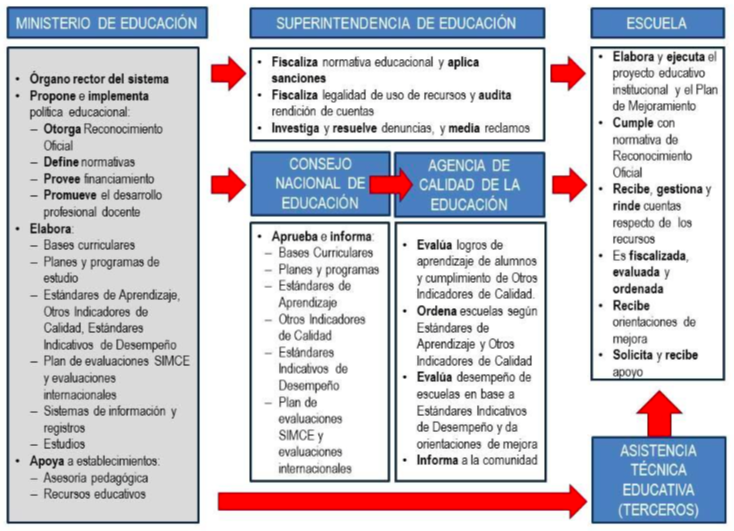 MINISTERIO DE EDUCACIÓN
• Órgano rector del sistema
• Propone e implementa
política educacional:
– Otorga Reconocimiento
Oficial
– Define normativas
– Provee financiamiento
– Promueve el desarrollo
profesional docente
• Elabora:
– Bases curriculares
– Planes y programas de
estudio
– Estándares de Aprendizaje,
Otros Indicadores de
Calidad, Estándares
Indicativos de Desempeño
– Plan de evaluaciones SIMCE
y evaluaciones
internacionales
– Sistemas de información y
registros
– Estudios
• Apoya a establecimientos:
– Asesoría pedagógica
– Recursos educativos
SUPERINTENDENCIA DE EDUCACIÓN
• Fiscaliza normativa educacional y aplica
sanciones
• Fiscaliza legalidad de uso de recursos y audita
rendición de cuentas
• Investiga y resuelve denuncias, y media reclamos
CONSEJO
NACIONAL DE
EDUCACIÓN
• Aprueba e informa:
– Bases Curriculares
– Planes y programas
– Estándares de
Aprendizaje
– Otros Indicadores
de Calidad
– Estándares
Indicativos de
Desempeño
– Plan de
evaluaciones
SIMCE y
evaluaciones
internacionales
AGENCIA DE
CALIDAD DE LA
EDUCACIÓN
• Evalúa logros de
aprendizaje de alumnos
y cumplimiento de Otros
Indicadores de Calidad.
• Ordena escuelas según
Estándares de
Aprendizaje y Otros
Indicadores de Calidad
• Evalúa desempeño de
escuelas en base a
Estándares Indicativos
de Desempeño y da
orientaciones de mejora
• Informa a la comunidad
ESCUELA
• Elabora y ejecuta el
proyecto educativo
institucional y el Plan
de Mejoramiento
• Cumple con
normativa de
Reconocimiento
Oficial
• Recibe, gestiona y
rinde cuentas
respecto de los
recursos
• Es fiscalizada,
evaluada y
ordenada
• Recibe
orientaciones de
mejora
• Solicita y recibe
apoyo
ASISTENCIA
TÉCNICA
EDUCATIVA
(TERCEROS)